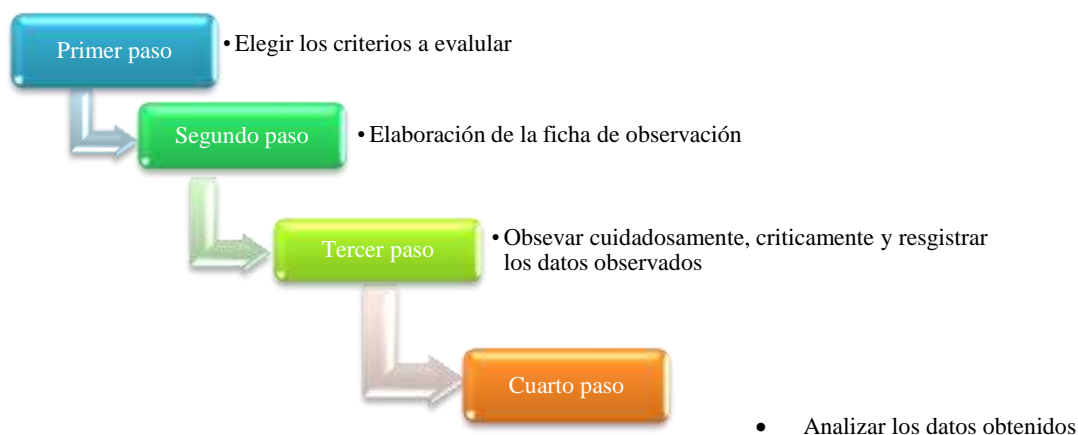 Primer paso
• Elegir los criterios a evalular
Segundo paso
• Elaboración de la ficha de observación
Tercer paso
• Obsevar cuidadosamente, criticamente y resgistrar
los datos observados
Cuarto paso
• Analizar los datos obtenidos